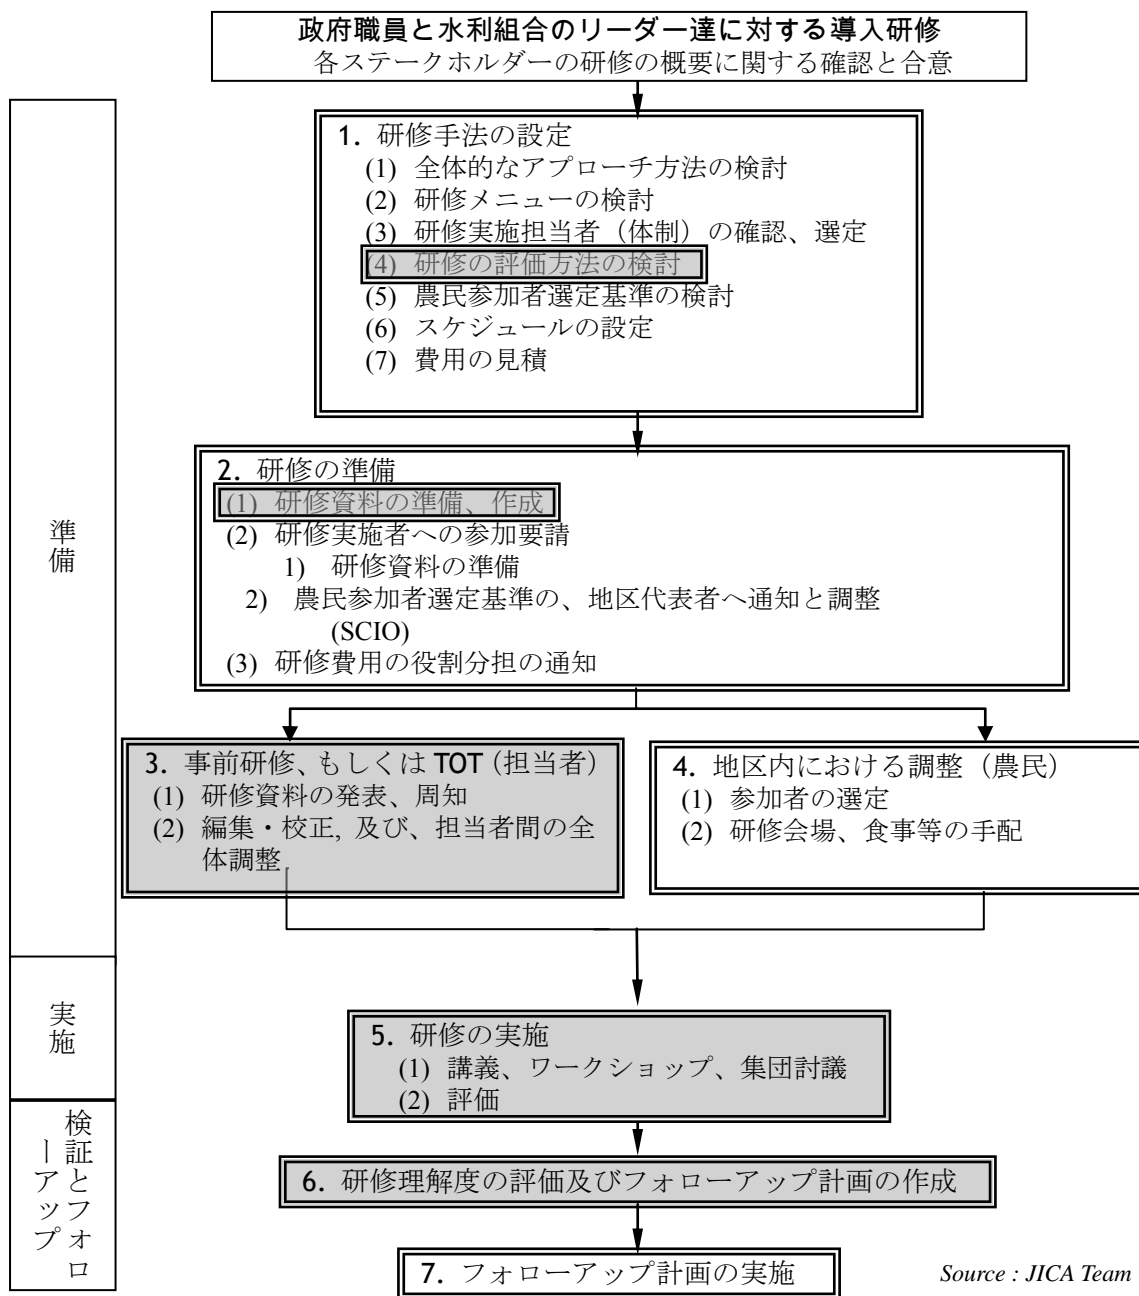 政府職員と水利組合のリーダー達に対する導入研修
各ステークホルダーの研修の概要に関する確認と合意
準備
1. 研修手法の設定
(1) 全体的なアプローチ方法の検討
(2) 研修メニューの検討
(3) 研修実施担当者（体制）の確認、選定
(4) 研修の評価方法の検討
(5) 農民参加者選定基準の検討
(6) スケジュールの設定
(7) 費用の見積
2. 研修の準備
(1) 研修資料の準備、作成
(2) 研修実施者への参加要請
1) 研修資料の準備
2) 農民参加者選定基準の、地区代表者へ通知と調整
(SCIO)
(3) 研修費用の役割分担の通知
3. 事前研修、もしくは TOT（担当者）
(1) 研修資料の発表、周知
(2) 編集・校正, 及び、担当者間の全
体調整
4. 地区内における調整（農民）
(1) 参加者の選定
(2) 研修会場、食事等の手配
実施
5. 研修の実施
(1) 講義、ワークショップ、集団討議
(2) 評価
検証とフォロ
ーアップ
6. 研修理解度の評価及びフォローアップ計画の作成
7. フォローアップ計画の実施
Source : JICA Team